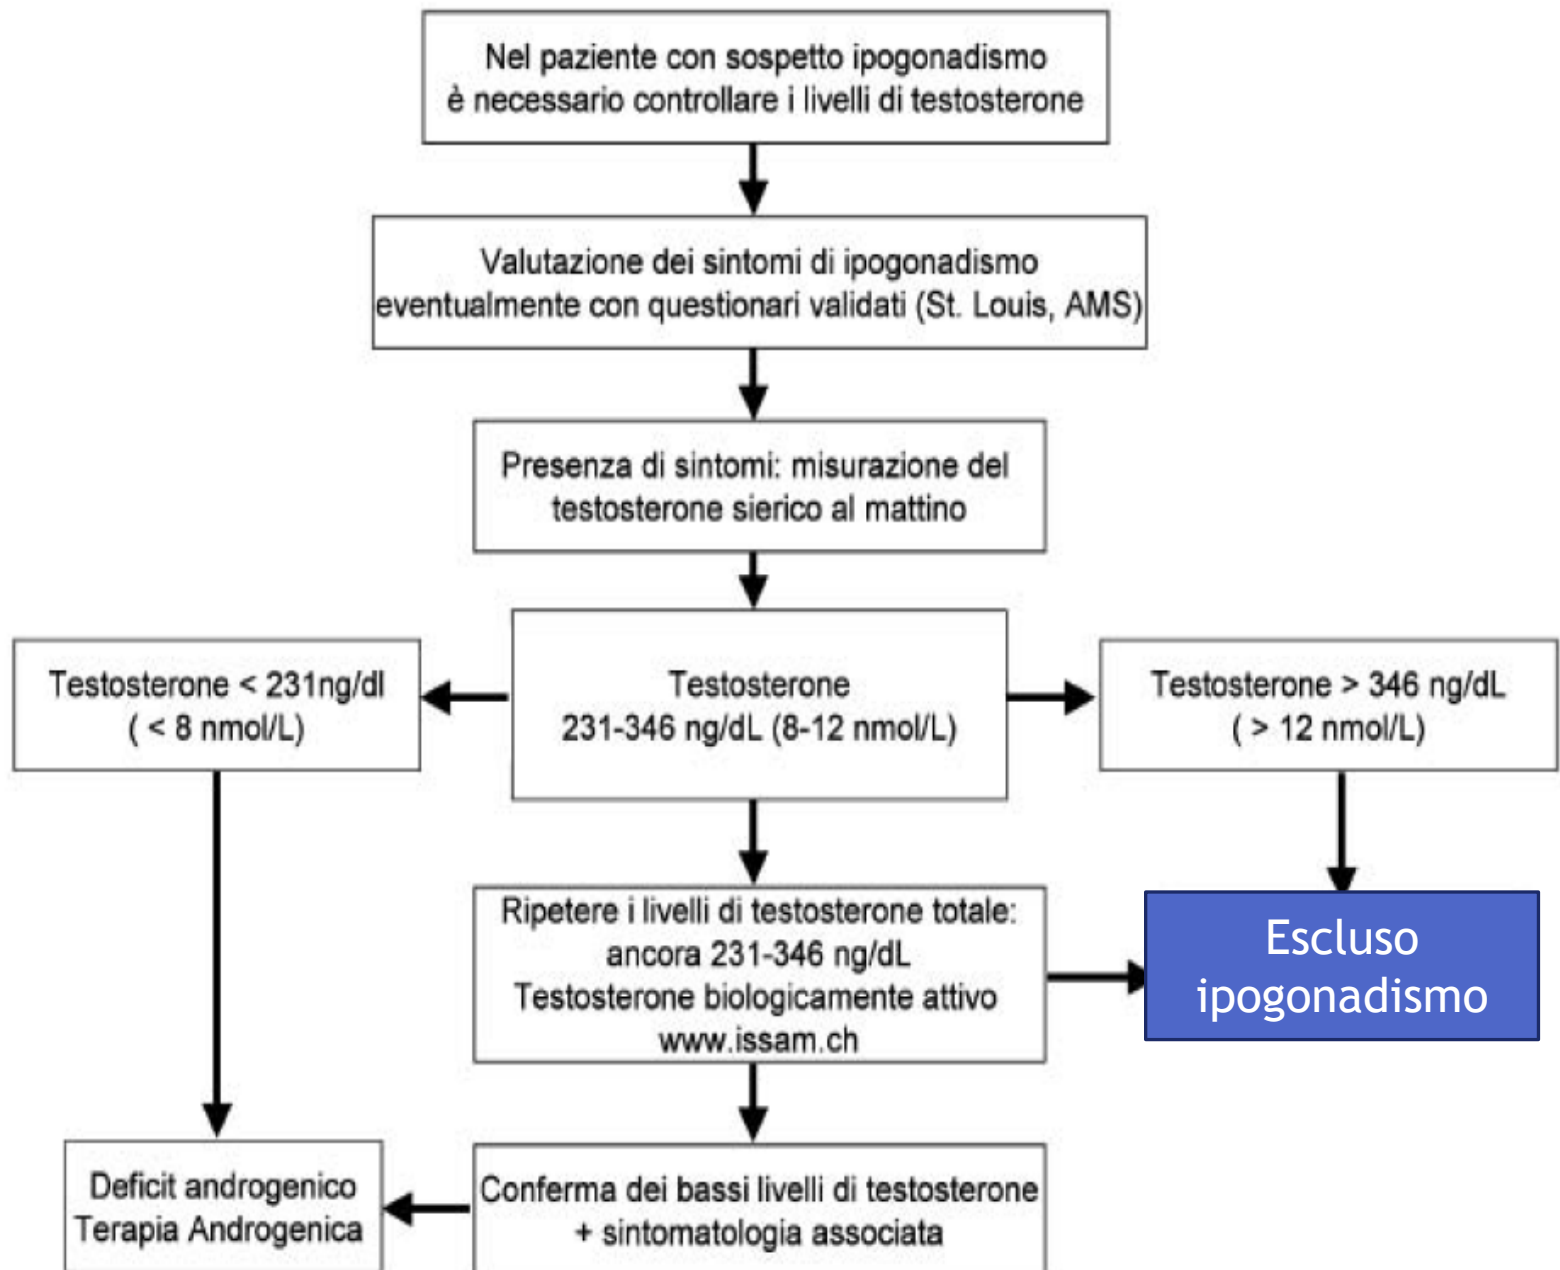 Nel paziente con sospetto ipogonadismo
è necessario controllare i livelli di testosterone
Valutazione dei sintomi di ipogonadismo
eventualmente con questionari validati (St. Louis, AMS)
Presenza di sintomi: misurazione del
testosterone sierico al mattino
Testosterone < 231ng/dl
( < 8 nmol/L)
Testosterone
231-346 ng/dL (8-12 nmol/L)
Testosterone > 346 ng/dL
( > 12 nmol/L)
Ripetere i livelli di testosterone totale:
ancora 231-346 ng/dL
Testosterone biologicamente attivo
www.issam.ch
Escluso
ipogonadismo
Deficit androgenico
Terapia Androgenica
Conferma dei bassi livelli di testosterone
+ sintomatologia associata